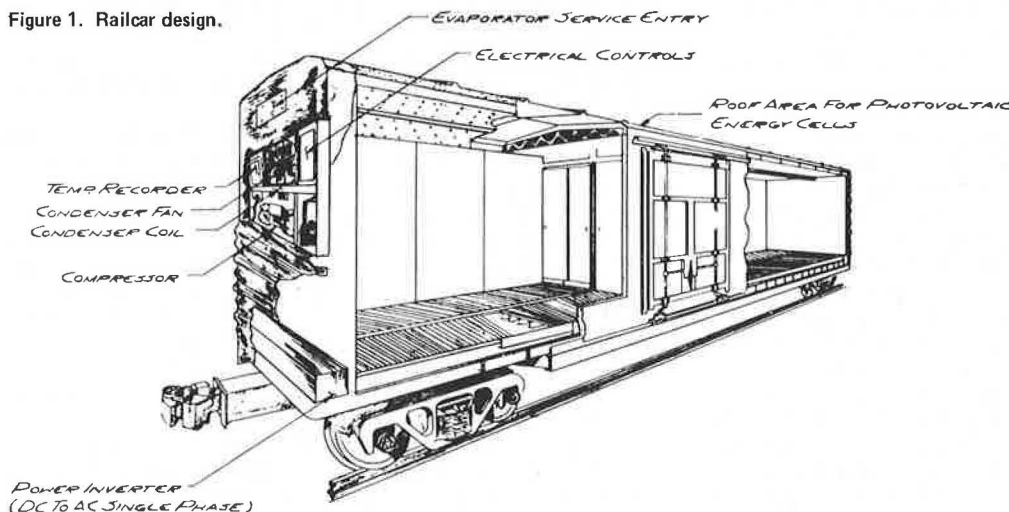 Figure 1. Railcar design.
EVAPORATOR SERVICE ENTRY
ELECTRICAL CONTROLS
ROOF AREA FOR PHOTOVOLTAIC
ENERGY CELLS
TEMP. RECORDER
CONDENSER FAN
CONDENSER COIL
COMPRESSOR
POWER INVERTER
(DC TO AC SINGLE PHASE)